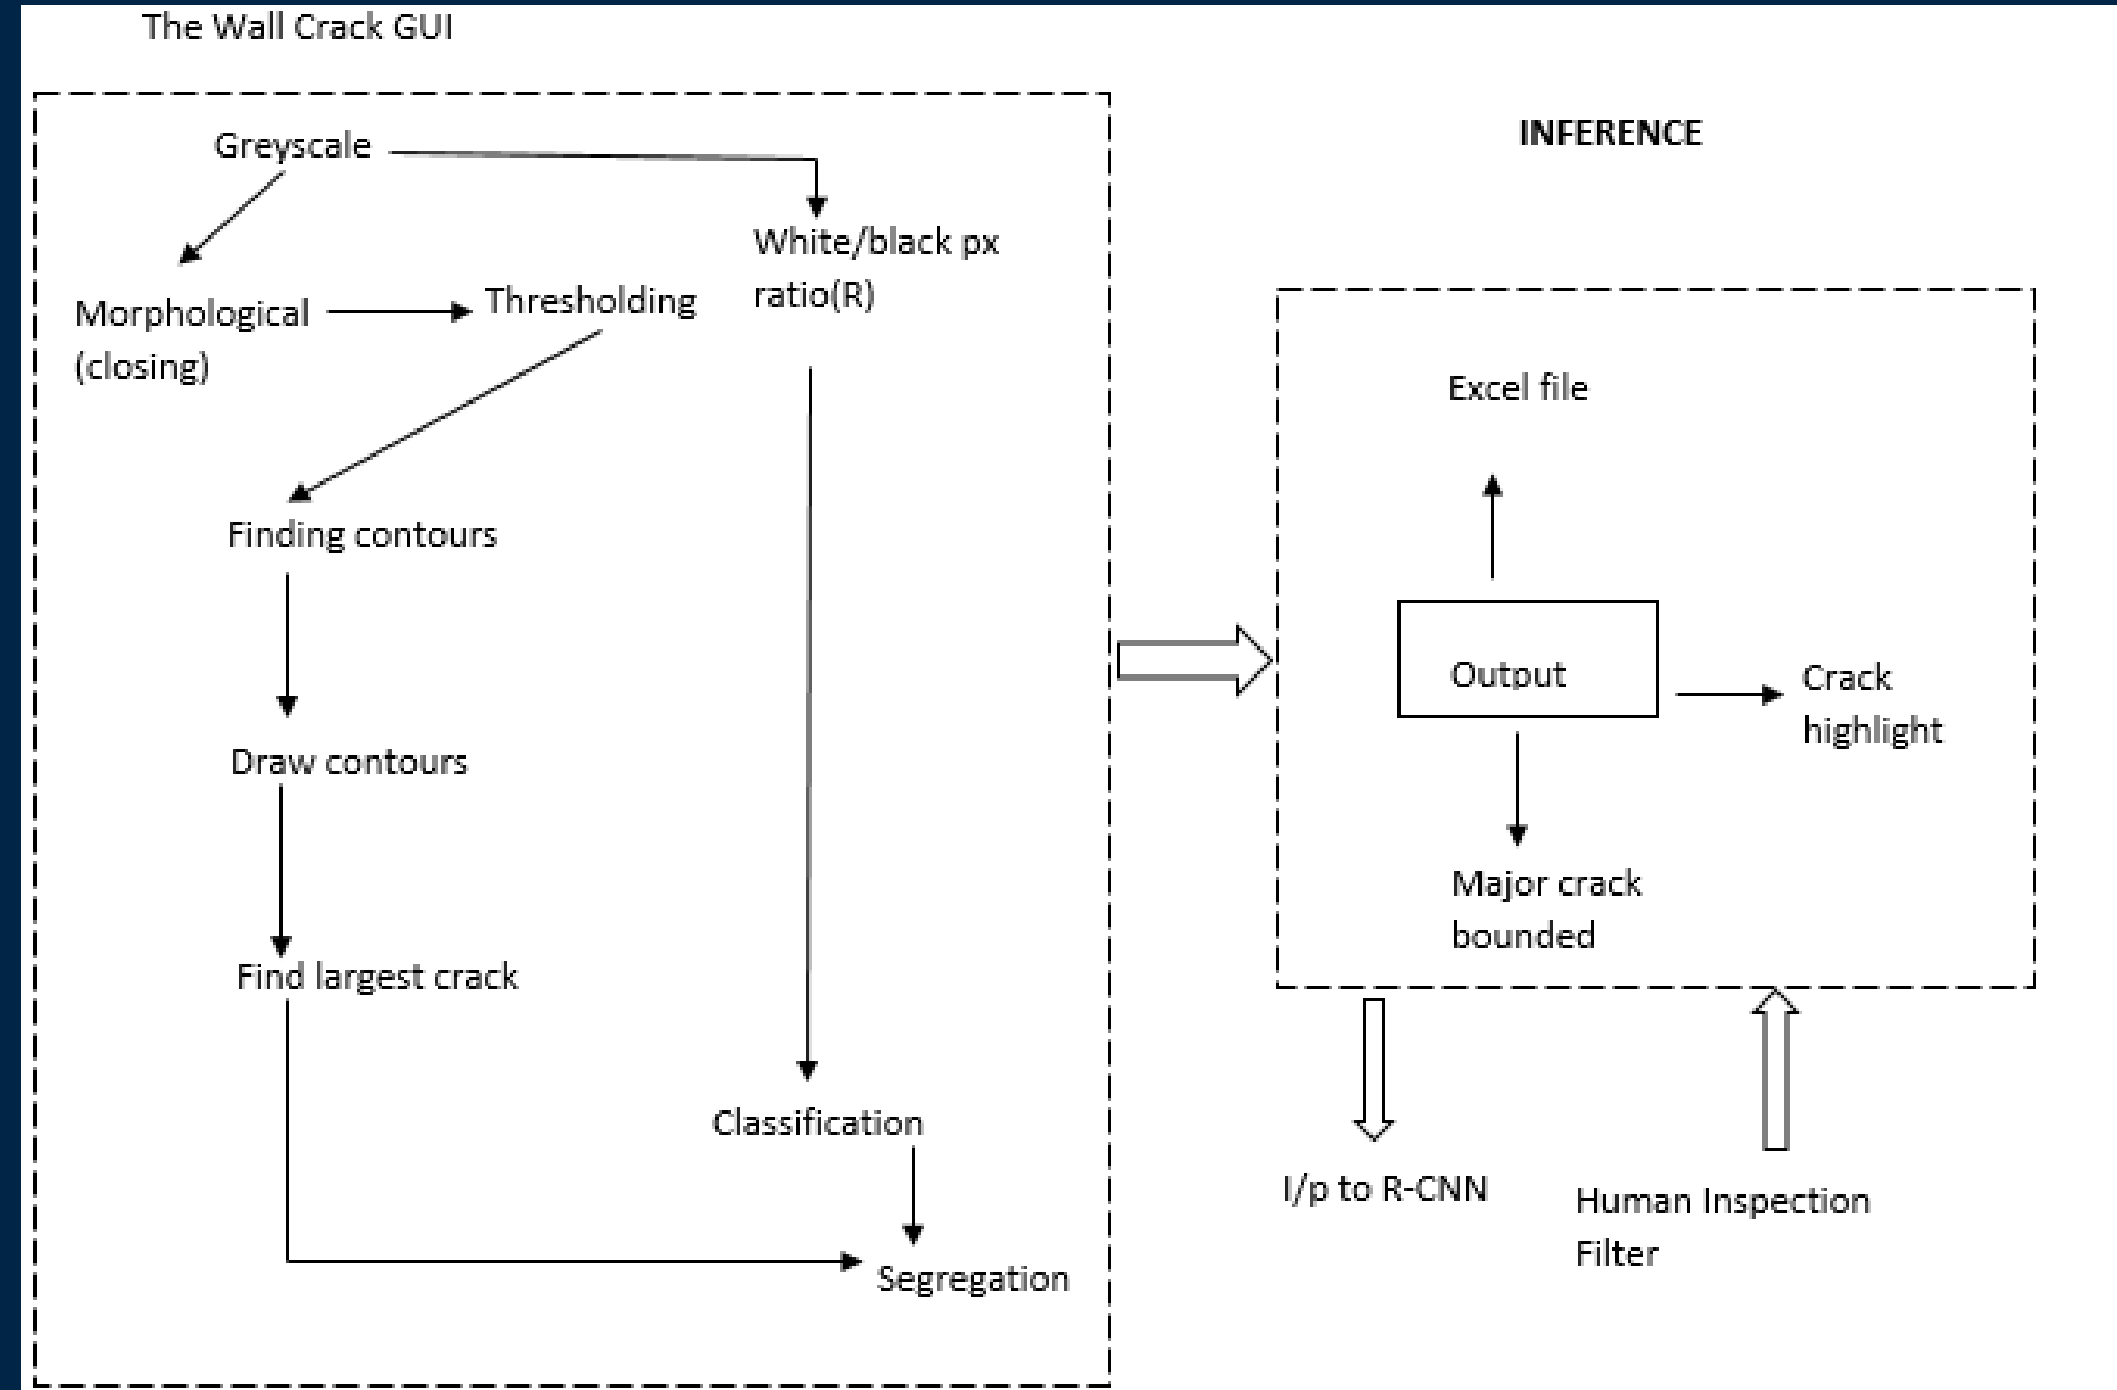 The Wall Crack GUI
Greyscale
White/black px
ratio(R)
Morphological
(closing)
Thresholding
Finding contours
Draw contours
Find largest crack
Classification
Segregation
INFERENCE
Excel file
Output
Crack
highlight
Major crack
bounded
I/p to R-CNN
Human Inspection
Filter